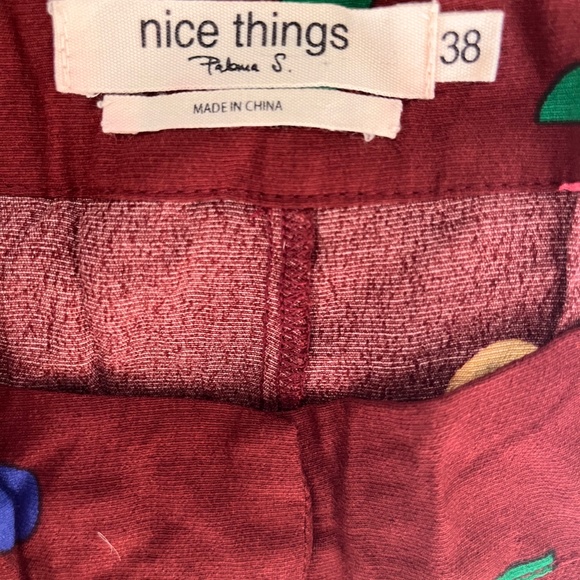 nice things
Paloma S.
38
MADE IN CHINA